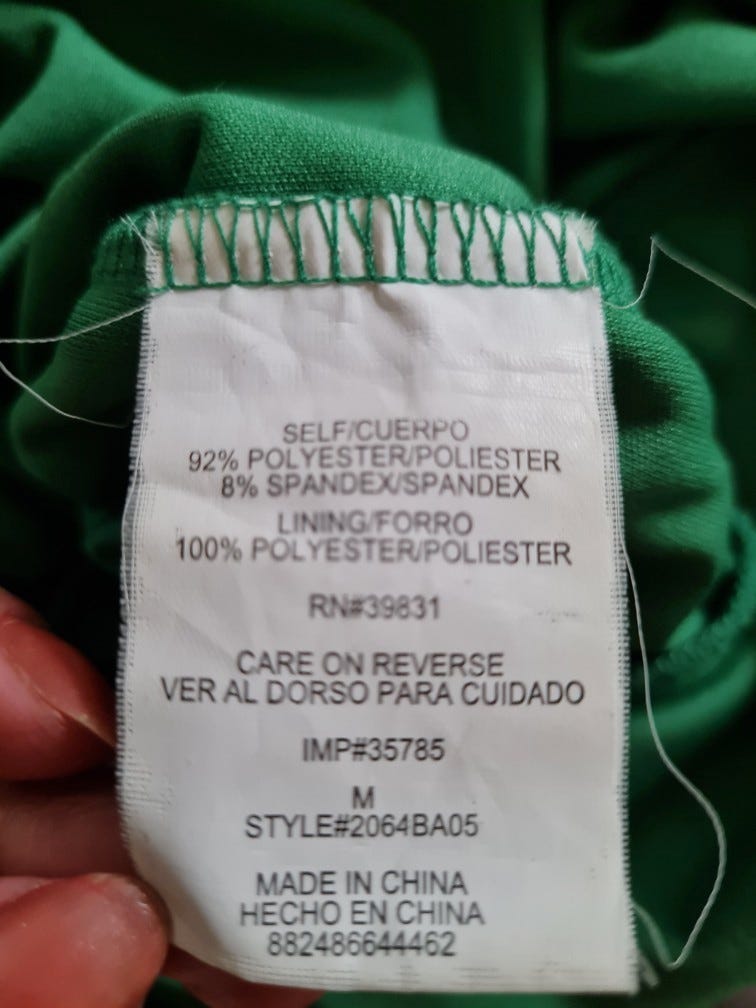 SELF/CUERPO
92% POLYESTER/POLIESTER
8% SPANDEX/SPANDEX
LINING/FORRO
100% POLYESTER/POLIESTER
RN#39831
CARE ON REVERSE
VER AL DORSO PARA CUIDADO
IMP#35785
M
STYLE#2064BA05
MADE IN CHINA
HECHO EN CHINA
882486644462